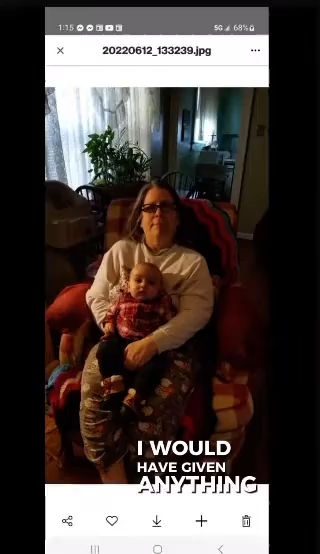 1:15
5G 68%
20220612_133239.jpg
I WOULD
HAVE GIVEN
ANYTHING